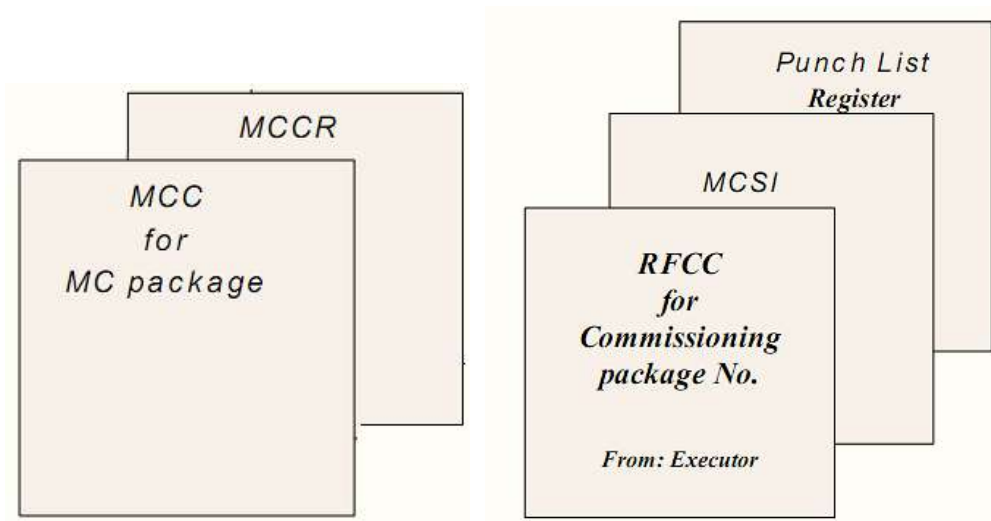 MCCR
MCC
for
MC package
Punch List
Register
MCSI
RFCC
for
Commissioning
package No.
From: Executor